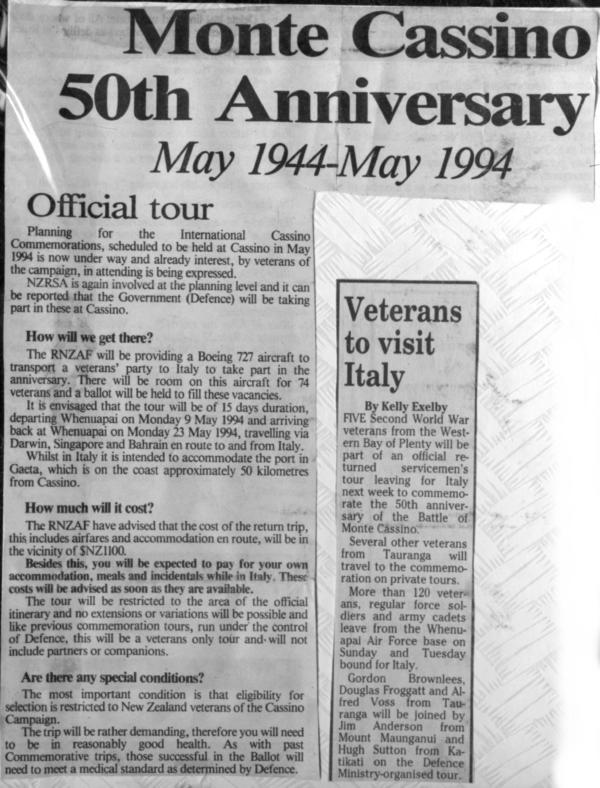 Monte Cassino
50th Anniversary
May 1944-May 1994
Official tour
Planning for the International Cassino
Commemorations, scheduled to be held at Cassino in May
1994 is now under way and already interest, by veterans of
the campaign, in attending is being expressed.
NZRSA is again involved at the planning level and it can
be reported that the Government (Defence) will be taking
part in these at Cassino.
How will we get there?
The RNZAF will be providing a Boeing 727 aircraft to
transport a veterans' party to Italy to take part in the
anniversary. There will be room on this aircraft for 74
veterans and a ballot will be held to fill these vacancies.
It is envisaged that the tour will be of 15 days duration,
departing Whenuapai on Monday 9 May 1994 and arriving
back at Whenuapai on Monday 23 May 1994, travelling via
Darwin, Singapore and Bahrain en route to and from Italy.
Whilst in Italy it is intended to accommodate the port in
Gaeta, which is on the coast approximately 50 kilometres
from Cassino.
How much will it cost?
The RNZAF have advised that the cost of the return trip,
this includes airfares and accommodation en route, will be in
the vicinity of $NZ1100.
Besides this, you will be expected to pay for your own
accommodation, meals and incidentals while in Italy. These
costs will be advised as soon as they are available.
The tour will be restricted to the area of the official
itinerary and no extensions or variations will be possible and
like previous commemoration tours, run under the control
of Defence, this will be a veterans only tour and will not
include partners or companions.
Are there any special conditions?
The most important condition is that eligibility for
selection is restricted to New Zealand veterans of the Cassino
Campaign.
The trip will be rather demanding, therefore you will need
to be in reasonably good health. As with past
Commemorative trips, those successful in the Ballot will
need to meet a medical standard as determined by Defence.
Veterans
to visit
Italy
By Kelly Exelby
FIVE Second World War
veterans from the West-
ern Bay of Plenty will be
part of an official re-
turned servicemen's
tour leaving for Italy
next week to commemo-
rate the 50th anniver-
sary of the Battle of
Monte Cassino.
Several other veterans
from Tauranga will
travel to the commemo-
ration on private tours.
More than 120 veter-
ans, regular force sol-
diers and army cadets
leave from the Whenu-
apai Air Force base on
Sunday and Tuesday
bound for Italy.
Gordon Brownlees,
Douglas Froggatt and Al-
fred Voss from Tau-
ranga will be joined by
Jim Anderson from
Mount Maunganui and
Hugh Sutton from Ka-
tikati on the Defence
Ministry-organised tour.